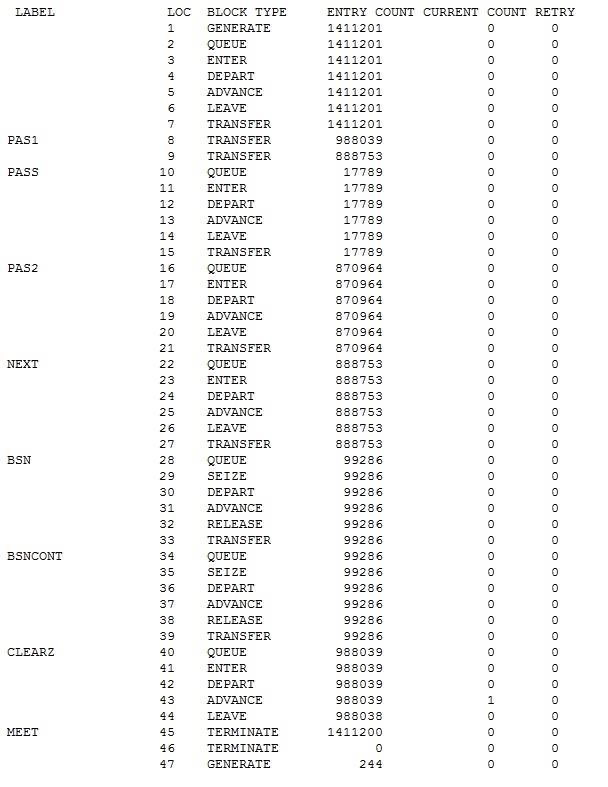 LABEL LOC BLOCK TYPE ENTRY COUNT CURRENT COUNT RETRY
1 GENERATE 1411201 0 0
2 QUEUE 1411201 0 0
3 ENTER 1411201 0 0
4 DEPART 1411201 0 0
5 ADVANCE 1411201 0 0
6 LEAVE 1411201 0 0
7 TRANSFER 1411201 0 0
PAS1 8 TRANSFER 988039 0 0
9 TRANSFER 888753 0 0
PASS 10 QUEUE 17789 0 0
11 ENTER 17789 0 0
12 DEPART 17789 0 0
13 ADVANCE 17789 0 0
14 LEAVE 17789 0 0
15 TRANSFER 17789 0 0
PAS2 16 QUEUE 870964 0 0
17 ENTER 870964 0 0
18 DEPART 870964 0 0
19 ADVANCE 870964 0 0
20 LEAVE 870964 0 0
21 TRANSFER 870964 0 0
NEXT 22 QUEUE 888753 0 0
23 ENTER 888753 0 0
24 DEPART 888753 0 0
25 ADVANCE 888753 0 0
26 LEAVE 888753 0 0
27 TRANSFER 888753 0 0
BSN 28 QUEUE 99286 0 0
29 SEIZE 99286 0 0
30 DEPART 99286 0 0
31 ADVANCE 99286 0 0
32 RELEASE 99286 0 0
33 TRANSFER 99286 0 0
BSNCONT 34 QUEUE 99286 0 0
35 SEIZE 99286 0 0
36 DEPART 99286 0 0
37 ADVANCE 99286 0 0
38 RELEASE 99286 0 0
39 TRANSFER 99286 0 0
CLEARZ 40 QUEUE 988039 0 0
41 ENTER 988039 0 0
42 DEPART 988039 0 0
43 ADVANCE 988039 1 0
44 LEAVE 988038 0 0
MEET 45 TERMINATE 1411200 0 0
46 TERMINATE 0 0 0
47 GENERATE 244 0 0